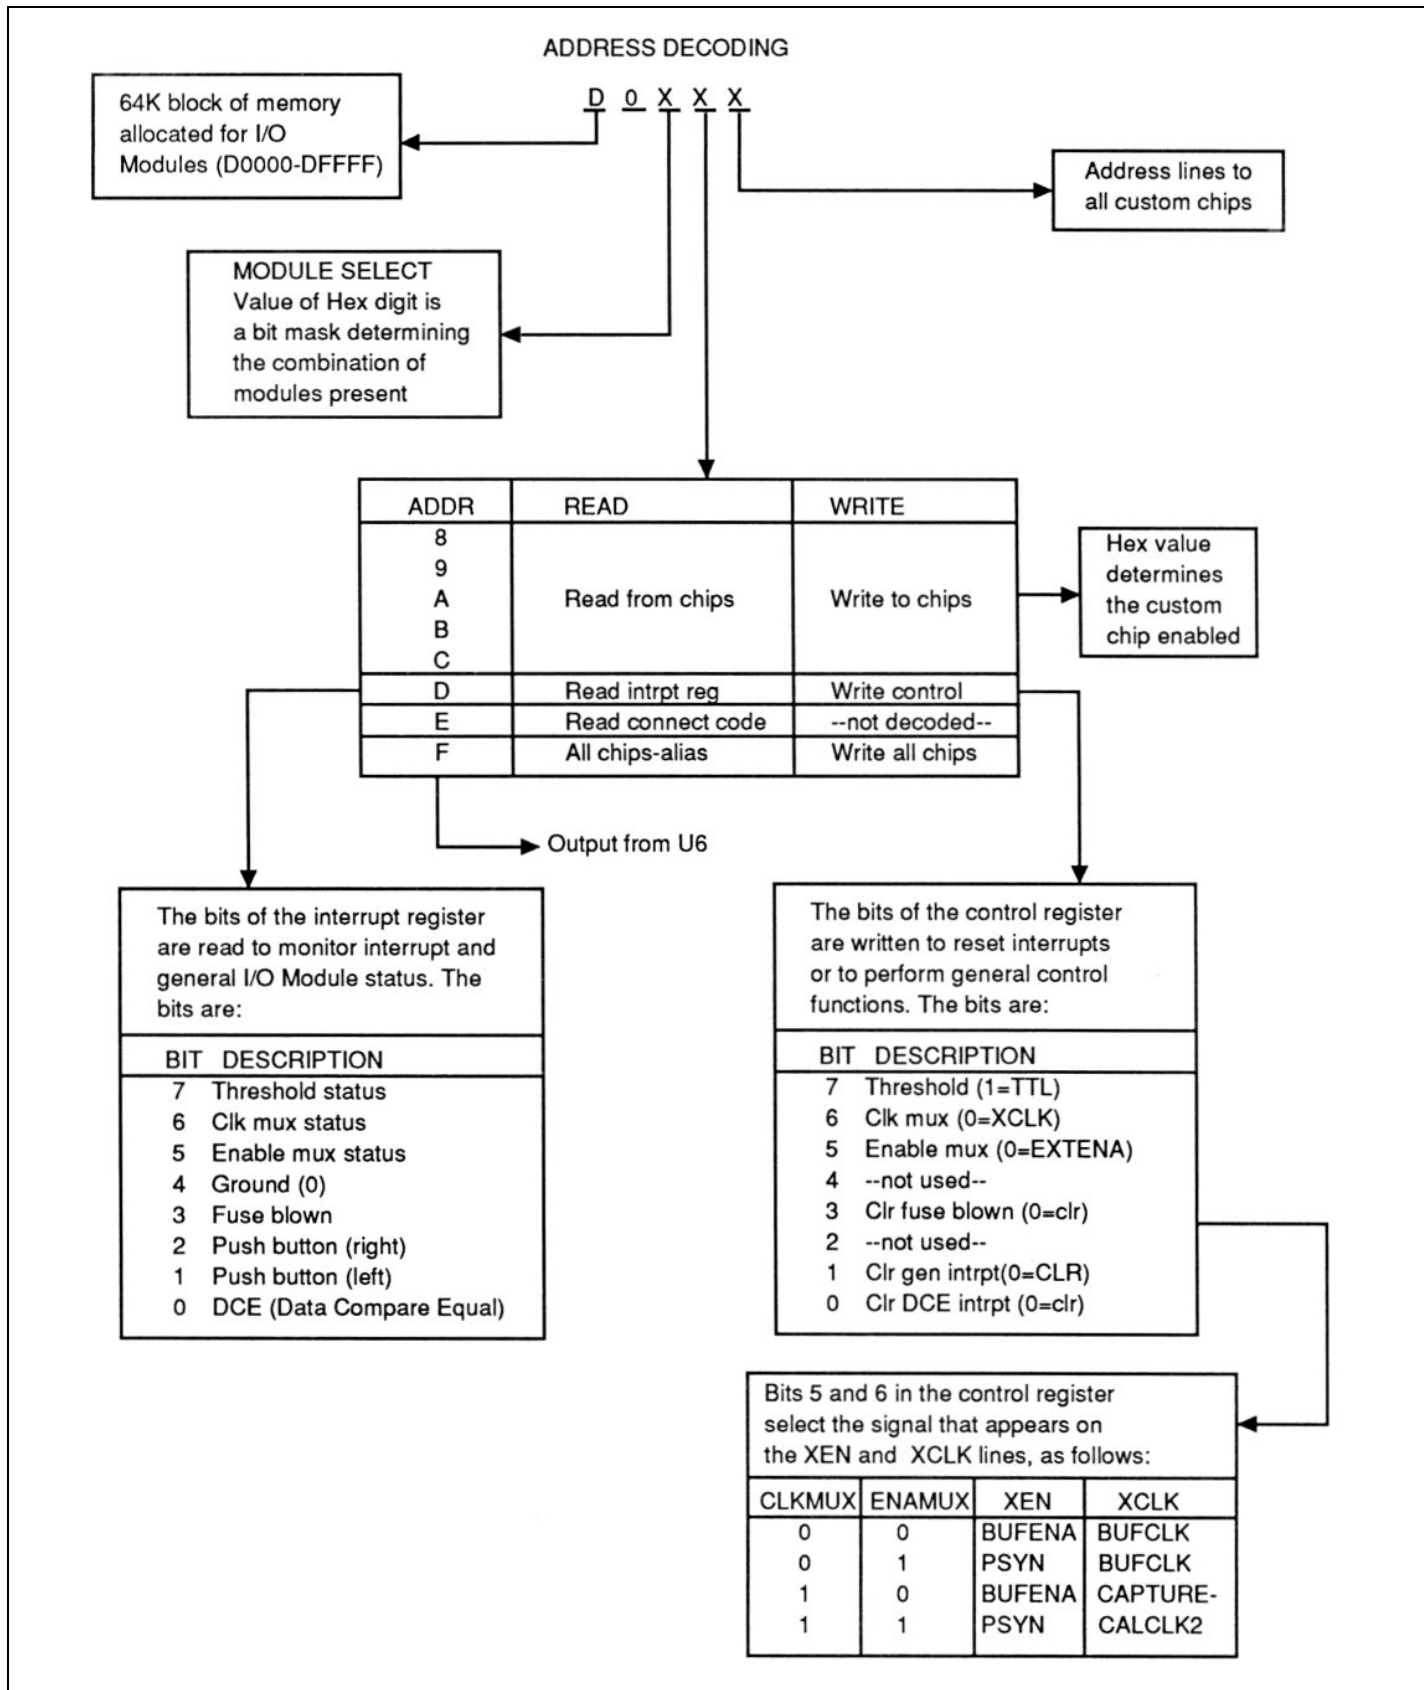 ADDRESS DECODING
D 0 X X X
64K block of memory
allocated for I/O
Modules (D0000-DFFFF)
Address lines to
all custom chips
MODULE SELECT
Value of Hex digit is
a bit mask determining
the combination of
modules present
ADDR READ WRITE
8
9
A Read from chips Write to chips
B
C
D Read intrpt reg Write control
E Read connect code --not decoded--
F All chips-alias Write all chips
Hex value
determines
the custom
chip enabled
Output from U6
The bits of the interrupt register
are read to monitor interrupt and
general I/O Module status. The
bits are:
BIT DESCRIPTION
7 Threshold status
6 Clk mux status
5 Enable mux status
4 Ground (0)
3 Fuse blown
2 Push button (right)
1 Push button (left)
0 DCE (Data Compare Equal)
The bits of the control register
are written to reset interrupts
or to perform general control
functions. The bits are:
BIT DESCRIPTION
7 Threshold (1=TTL)
6 Clk mux (0=XCLK)
5 Enable mux (0=EXTENA)
4 --not used--
3 Clr fuse blown (0=clr)
2 --not used--
1 Clr gen intrpt(0=CLR)
0 Clr DCE intrpt (0=clr)
Bits 5 and 6 in the control register
select the signal that appears on
the XEN and XCLK lines, as follows:
CLKMUX ENAMUX XEN XCLK
0 0 BUFENA BUFCLK
0 1 PSYN BUFCLK
1 0 BUFENA CAPTURE-
1 1 PSYN CALCLK2